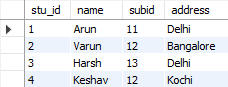 stu_id name subid address
1 Arun 11 Delhi
2 Varun 12 Bangalore
3 Harsh 13 Delhi
4 Keshav 12 Kochi